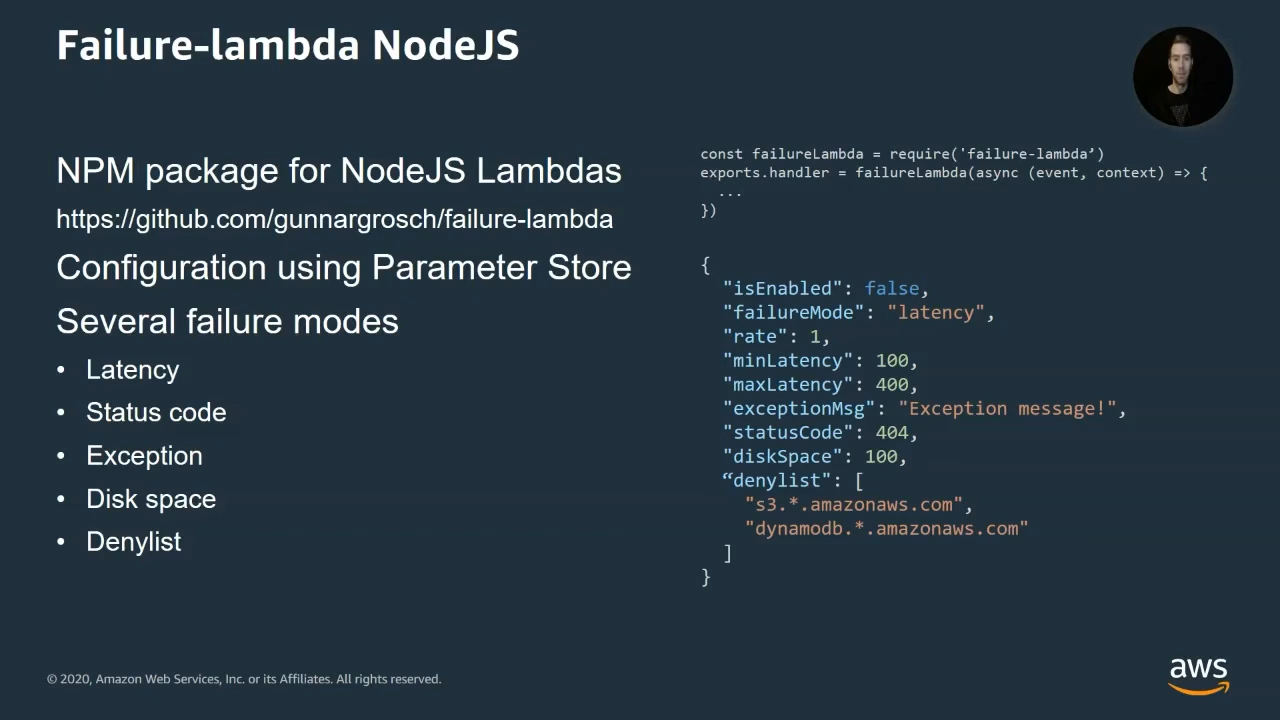 Failure-lambda NodeJS
NPM package for NodeJS Lambdas
https://github.com/gunnargrosch/failure-lambda
Configuration using Parameter Store
Several failure modes
• Latency
• Status code
• Exception
• Disk space
• Denylist
const failureLambda = require('failure-lambda’)
exports.handler = failureLambda(async (event, context) => {
...
})
{
"isEnabled": false,
"failureMode": "latency",
"rate": 1,
"minLatency": 100,
"maxLatency": 400,
"exceptionMsg": "Exception message!",
"statusCode": 404,
"diskSpace": 100,
“denylist": [
"s3.*.amazonaws.com",
"dynamodb.*.amazonaws.com"
]
}
© 2020, Amazon Web Services, Inc. or its Affiliates. All rights reserved.
aws